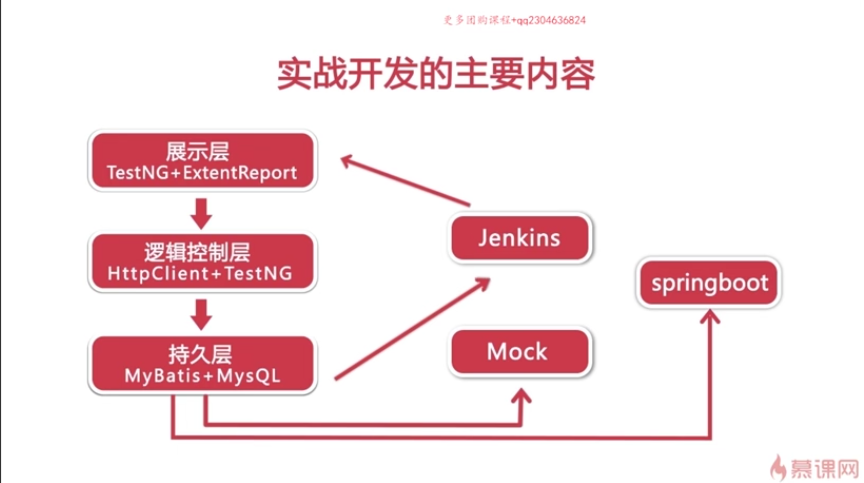 更多团购课程+qq2304636824
实战开发的主要内容
展示层
TestNG+ExtentReport
逻辑控制层
HttpClient+TestNG
持久层
MyBatis+MysQL
Jenkins
Mock
springboot
慕课网